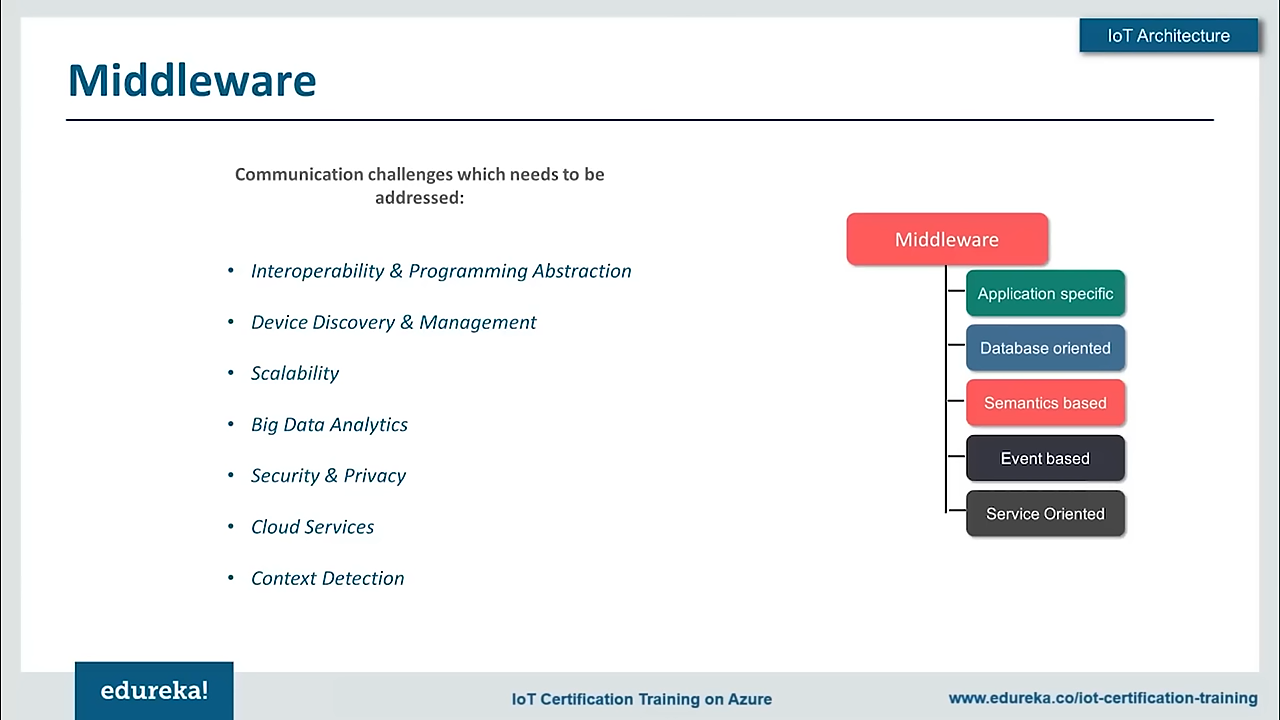 IoT Architecture
Middleware
Communication challenges which needs to be
addressed:
• Interoperability & Programming Abstraction
• Device Discovery & Management
• Scalability
• Big Data Analytics
• Security & Privacy
• Cloud Services
• Context Detection
Middleware
Application specific
Database oriented
Semantics based
Event based
Service Oriented
edureka!
IoT Certification Training on Azure
www.edureka.co/iot-certification-training